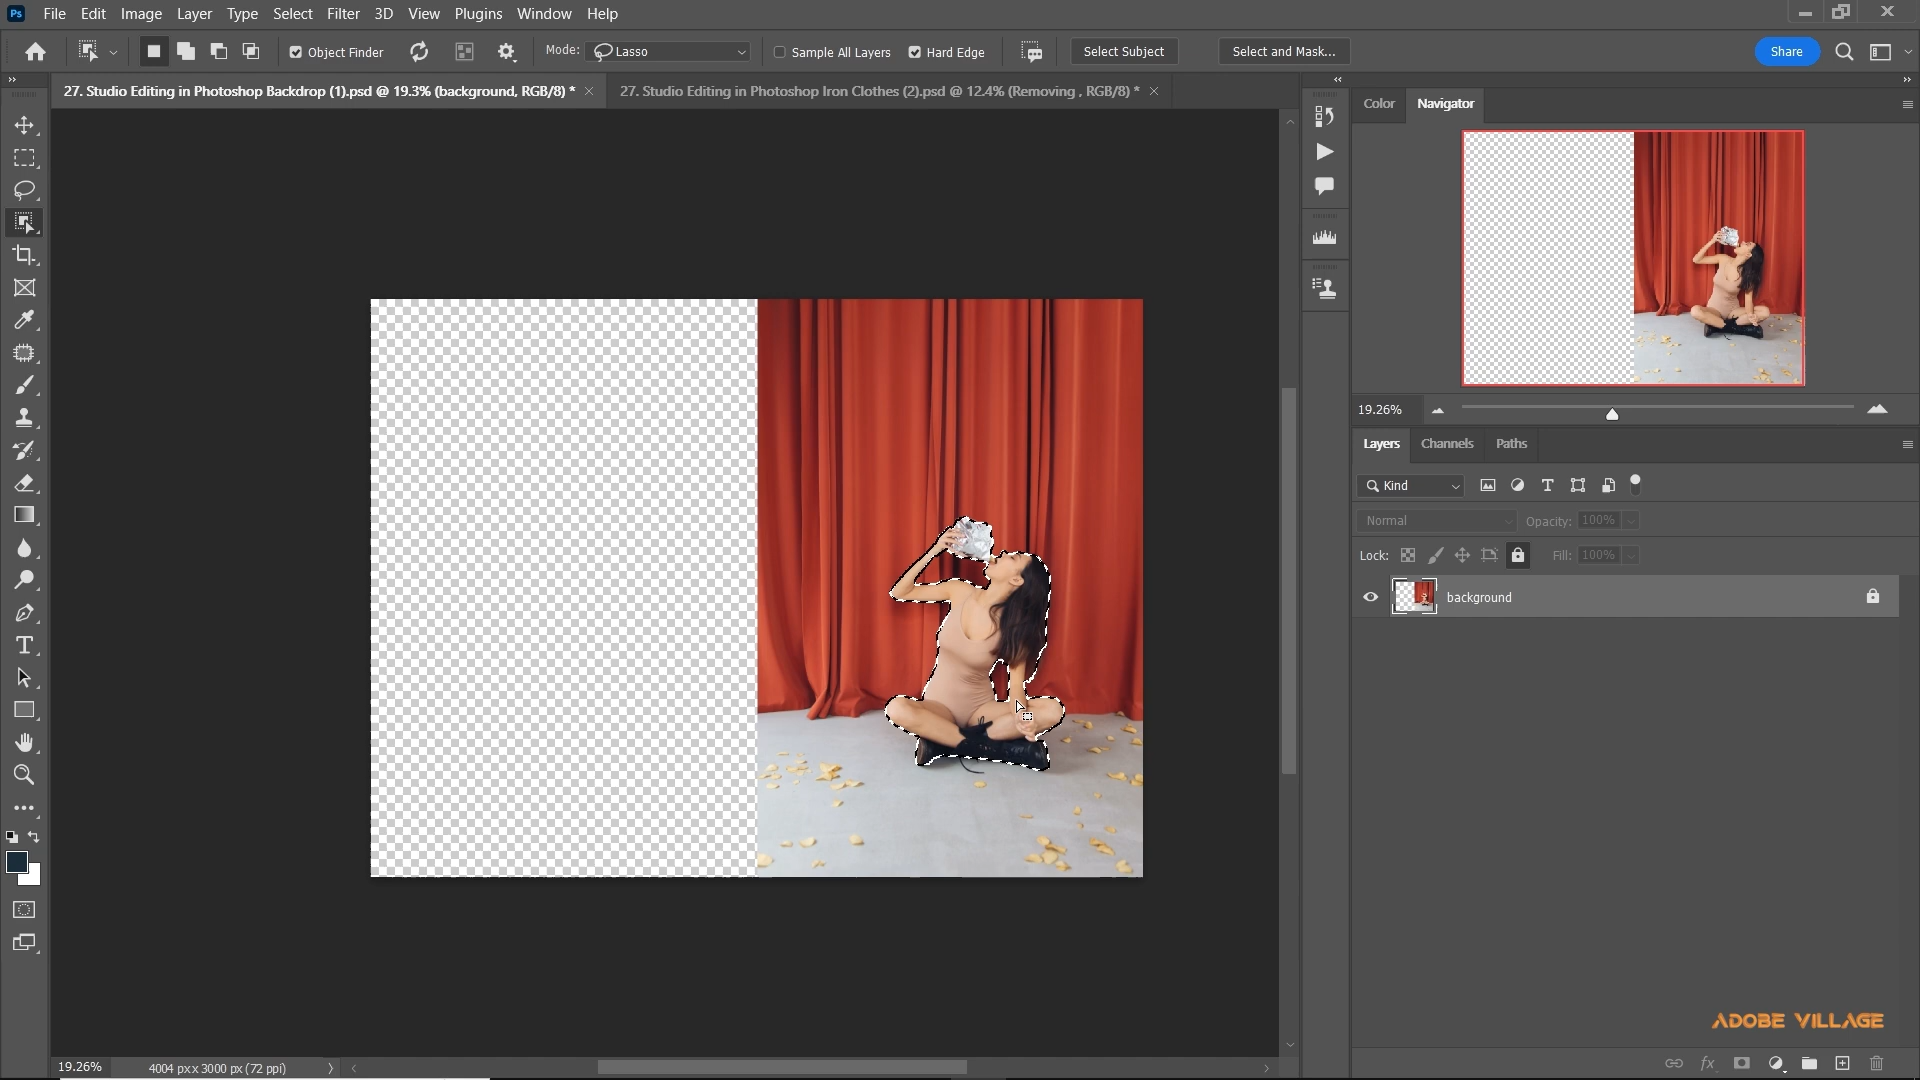 Ps File Edit Image Layer Type Select Filter 3D View Plugins Window Help
Object Finder Mode: Lasso Sample All Layers Hard Edge Select Subject Select and Mask... Share
27. Studio Editing in Photoshop Backdrop (1).psd @ 19.3% (background, RGB/8) * 27. Studio Editing in Photoshop Iron Clothes (2).psd @ 12.4% (Removing , RGB/8) *
Color Navigator
19.26%
Layers Channels Paths
Kind
Normal Opacity: 100%
Lock: Fill: 100%
background
ADOBE VILLAGE
19.26% 4004 px x 3000 px (72 ppi)
fx